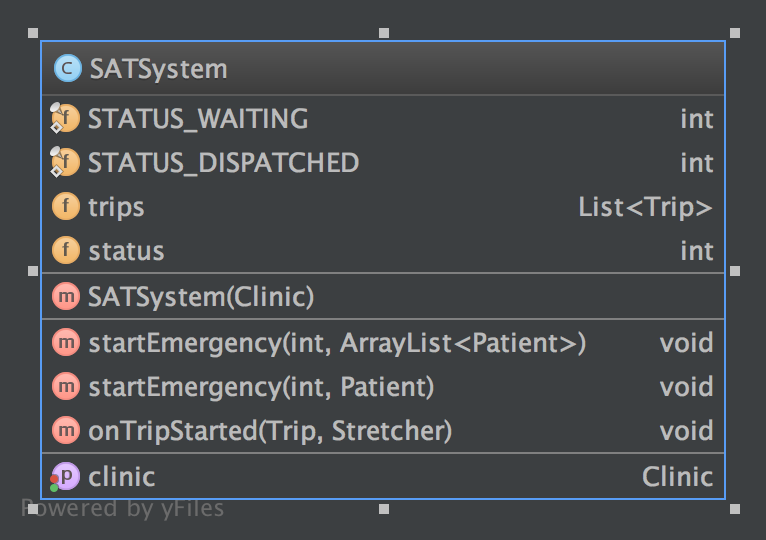 C SATSystem
f STATUS_WAITING int
f STATUS_DISPATCHED int
f trips List<Trip>
f status int
m SATSystem(Clinic)
m startEmergency(int, ArrayList<Patient>) void
m startEmergency(int, Patient) void
m onTripStarted(Trip, Stretcher) void
p clinic Clinic
Powered by yFiles